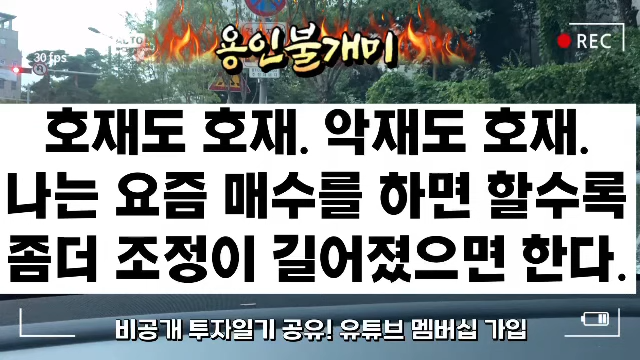 30 fps
용인불개미
REC
호재도 호재. 악재도 호재.
나는 요즘 매수를 하면 할수록
좀더 조정이 길어졌으면 한다.
비공개 투자일기 공유! 유튜브 멤버십 가입